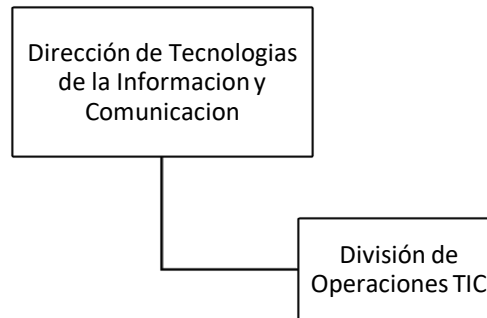 Dirección de Tecnologias
de la Informacion y
Comunicacion
División de
Operaciones TIC